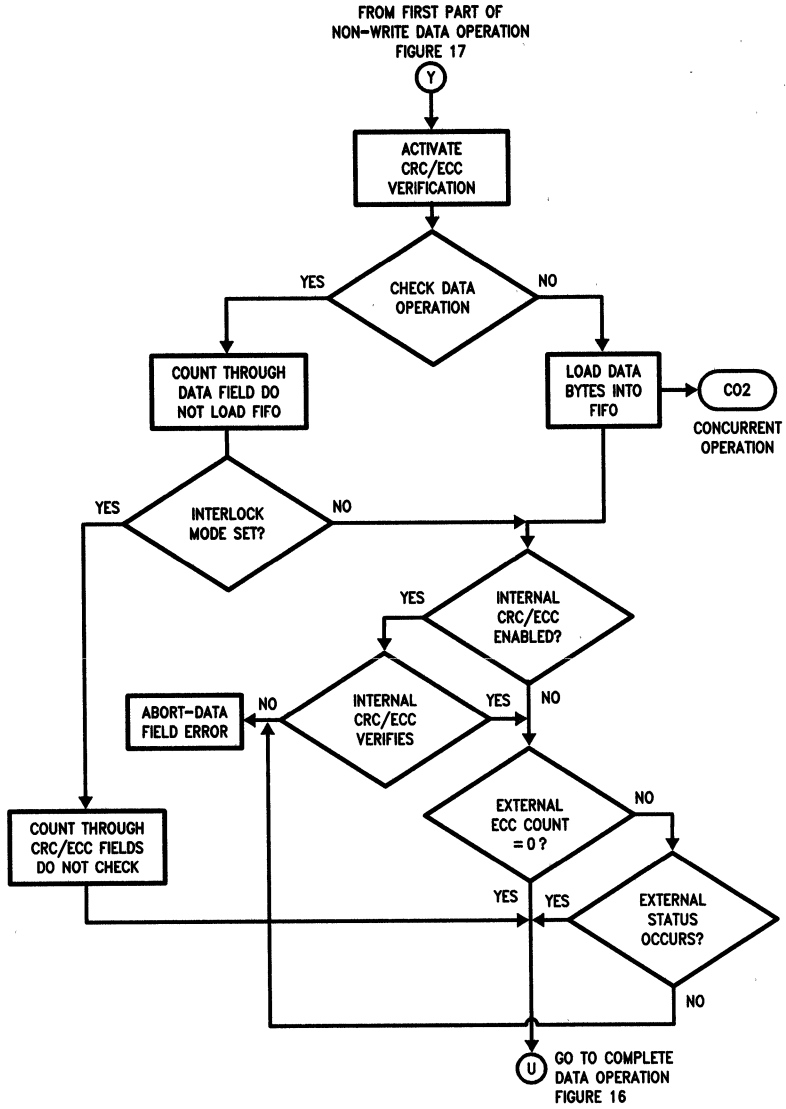 FROM FIRST PART OF
NON-WRITE DATA OPERATION
FIGURE 17
Y
ACTIVATE
CRC/ECC
VERIFICATION
YES
CHECK DATA
OPERATION
NO
COUNT THROUGH
DATA FIELD DO
NOT LOAD FIFO
LOAD DATA
BYTES INTO
FIFO
CO2
CONCURRENT
OPERATION
YES
INTERLOCK
MODE SET?
NO
YES
INTERNAL
CRC/ECC
ENABLED?
NO
ABORT-DATA
FIELD ERROR
NO
INTERNAL
CRC/ECC
VERIFIES
YES
EXTERNAL
ECC COUNT
=0?
NO
COUNT THROUGH
CRC/ECC FIELDS
DO NOT CHECK
YES
YES
EXTERNAL
STATUS
OCCURS?
NO
U
GO TO COMPLETE
DATA OPERATION
FIGURE 16